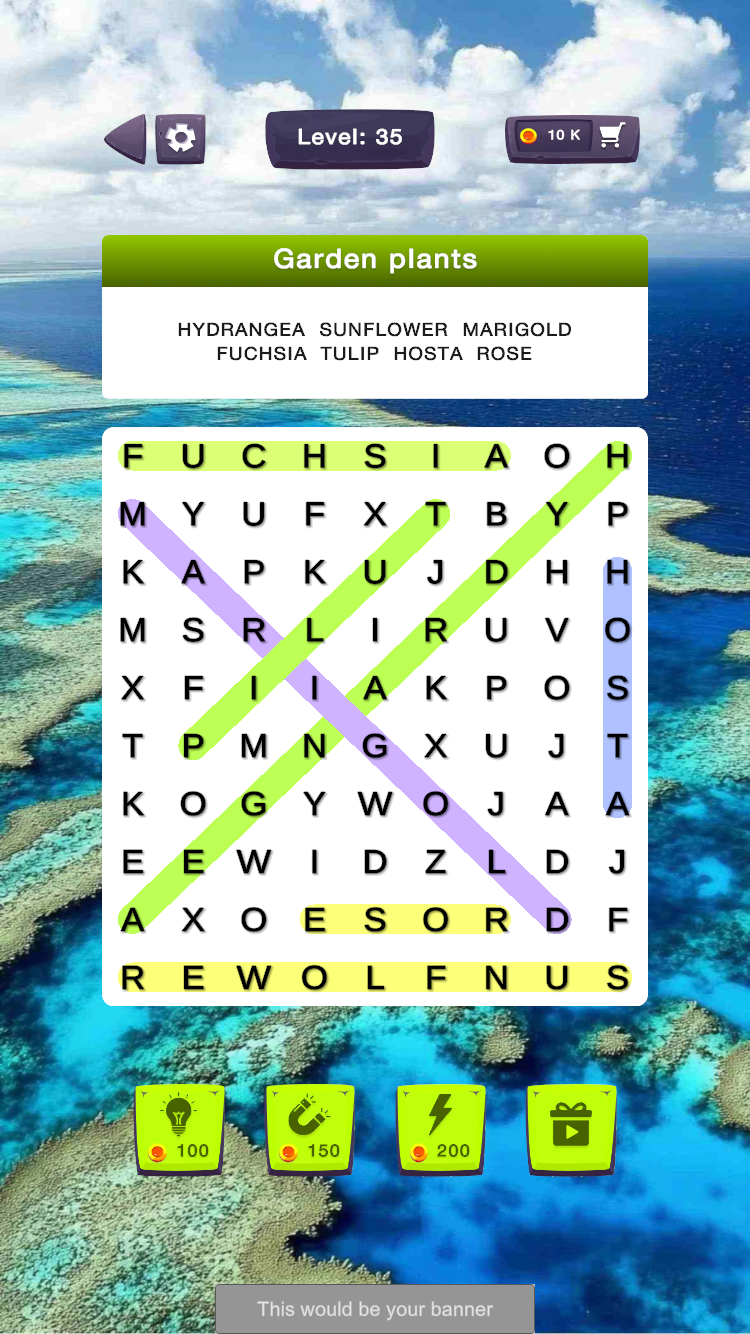 Level: 35
10 K
Garden plants
HYDRANGEA SUNFLOWER MARIGOLD
FUCHSIA TULIP HOSTA ROSE
F U C H S I A O H
M Y U F X T B Y P
K A P K U J D H H
M S R L I R U V O
X F I I A K P O S
T P M N G X U J T
K O G Y W O J A A
E E W I D Z L D J
A X O E S O R D F
R E W O L F N U S
100 150 200
This would be your banner